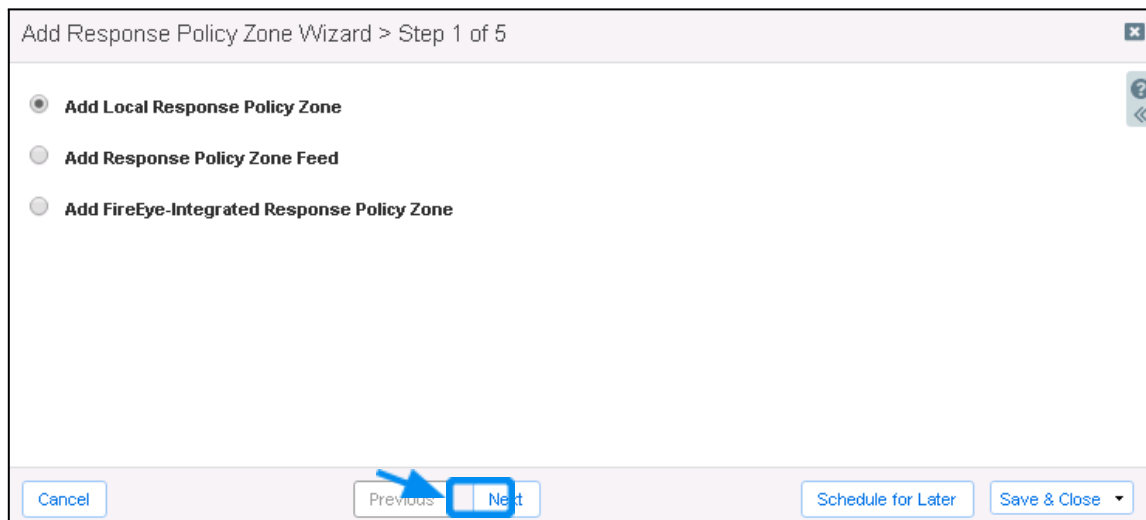 Add Response Policy Zone Wizard > Step 1 of 5
Add Local Response Policy Zone
Add Response Policy Zone Feed
Add FireEye-Integrated Response Policy Zone
Cancel Previous Next Schedule for Later Save & Close